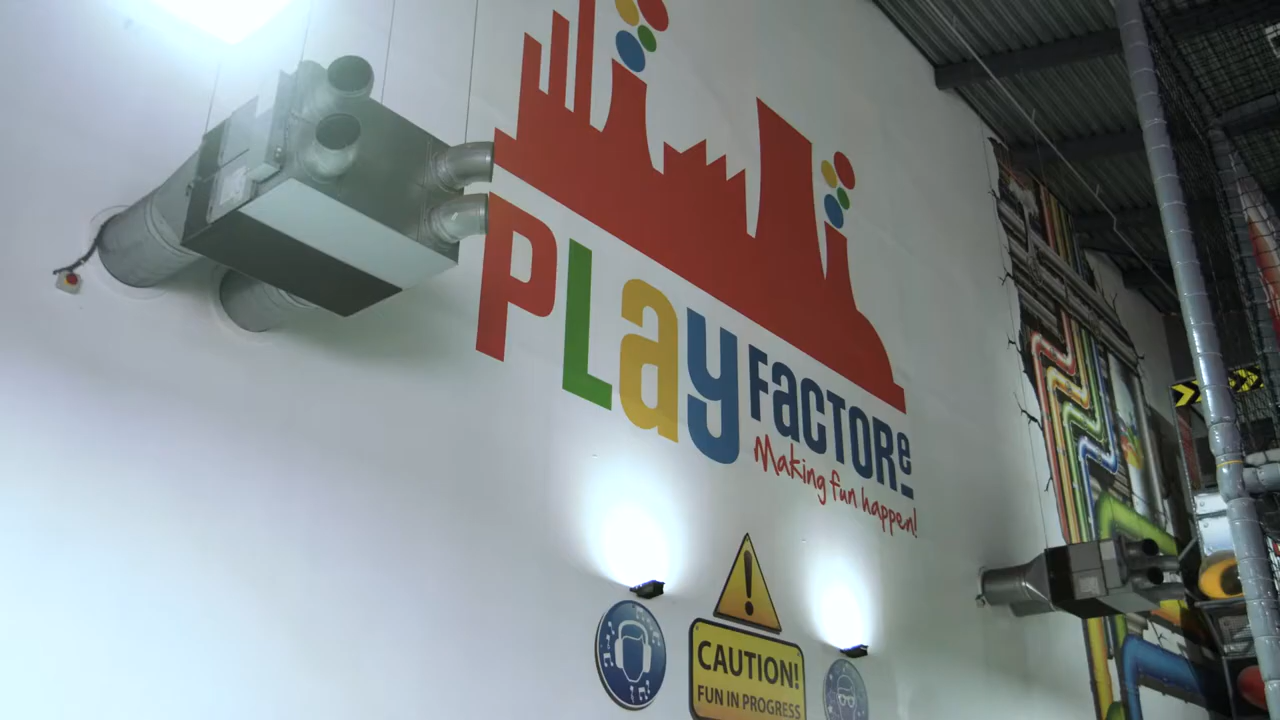 PLay
FacTORe
Making fun happen!
CAUTION!
FUN IN PROGRESS